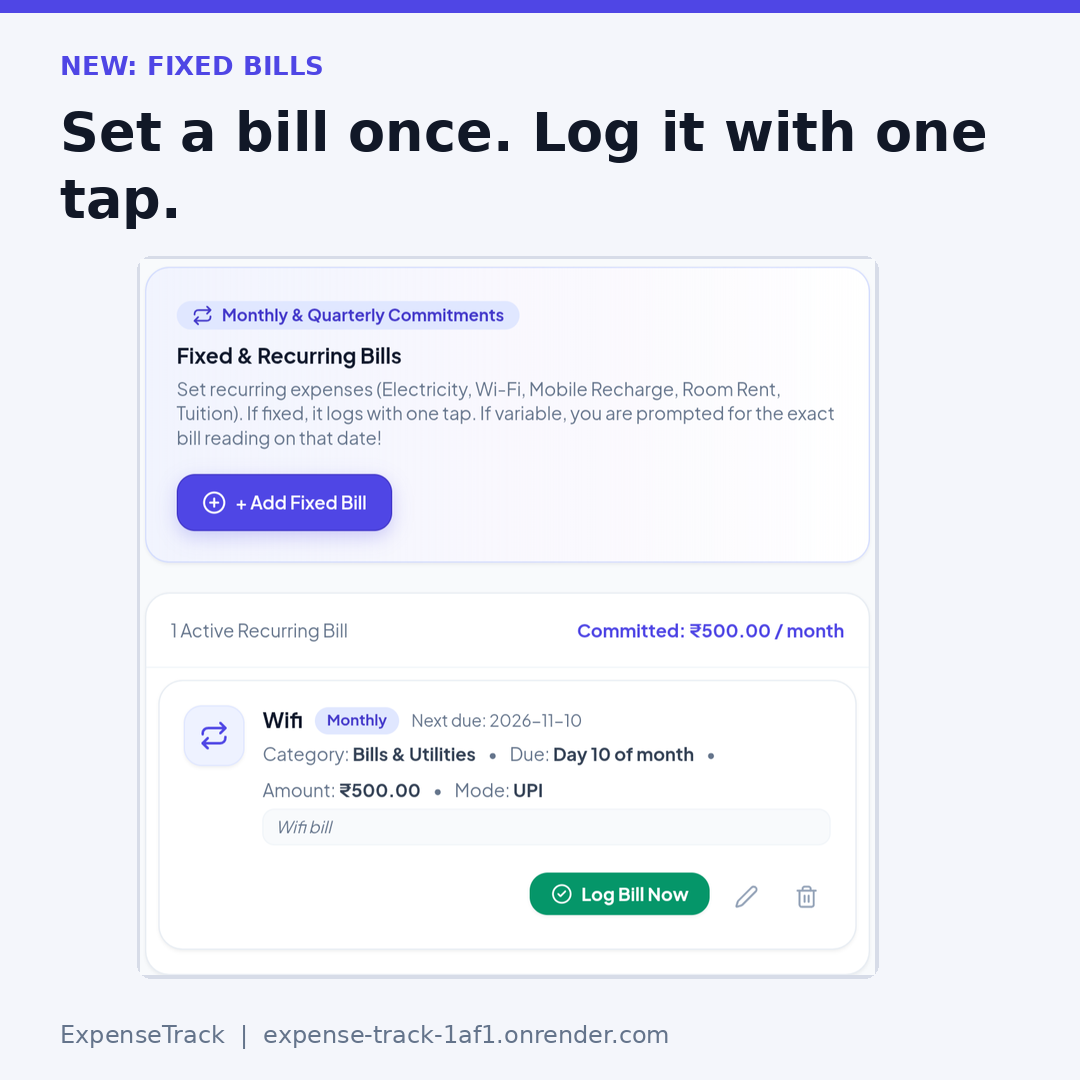 NEW: FIXED BILLS
Set a bill once. Log it with one
tap.
Monthly & Quarterly Commitments
Fixed & Recurring Bills
Set recurring expenses (Electricity, Wi-Fi, Mobile Recharge, Room Rent,
Tuition). If fixed, it logs with one tap. If variable, you are prompted for the exact
bill reading on that date!
+ Add Fixed Bill
1 Active Recurring Bill
Committed: ₹500.00 / month
Wifi Monthly Next due: 2026-11-10
Category: Bills & Utilities • Due: Day 10 of month •
Amount: ₹500.00 • Mode: UPI
Wifi bill
Log Bill Now
ExpenseTrack | expense-track-1af1.onrender.com